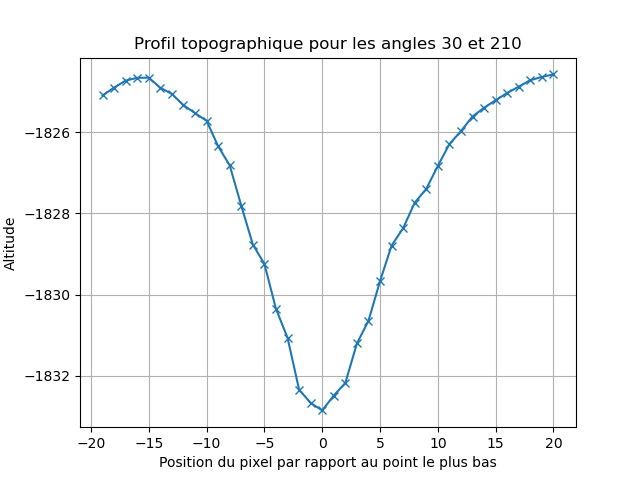 Profil topographique pour les angles 30 et 210
Altitude
−1826
−1828
−1830
−1832
−20 −15 −10 −5 0 5 10 15 20
Position du pixel par rapport au point le plus bas